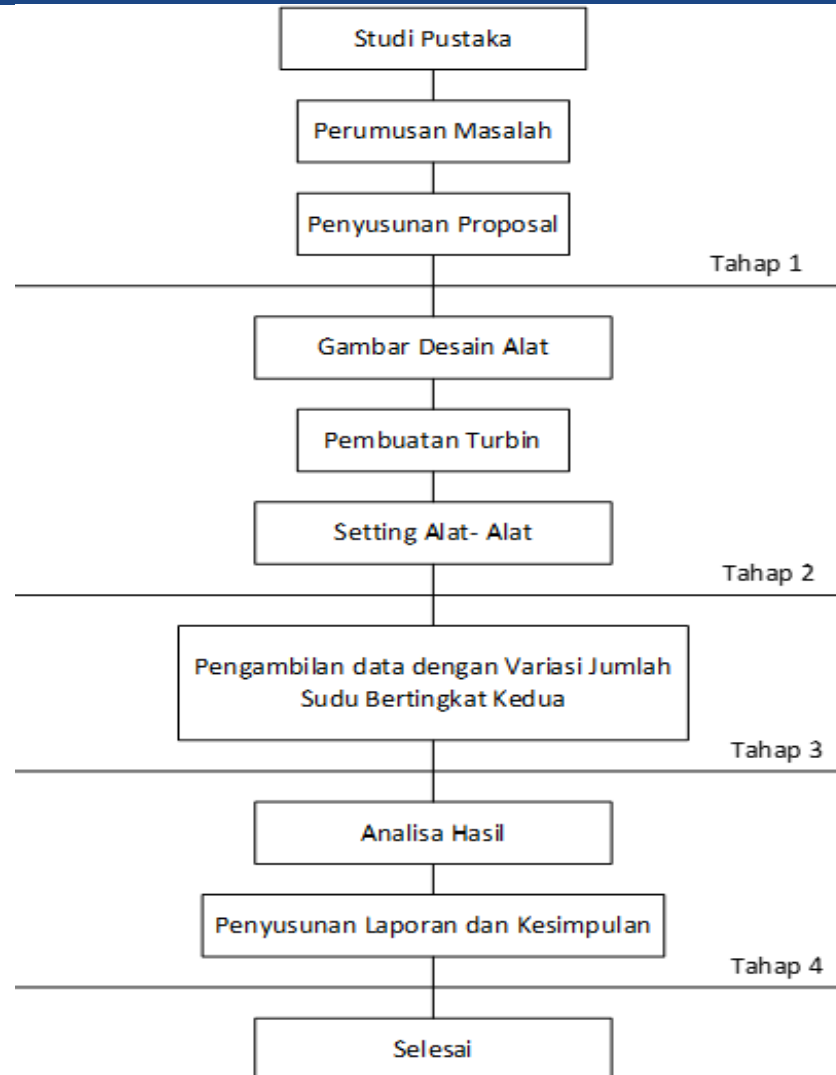 Studi Pustaka
Perumusan Masalah
Penyusunan Proposal
Tahap 1
Gambar Desain Alat
Pembuatan Turbin
Setting Alat- Alat
Tahap 2
Pengambilan data dengan Variasi Jumlah
Sudu Bertingkat Kedua
Tahap 3
Analisa Hasil
Penyusunan Laporan dan Kesimpulan
Tahap 4
Selesai